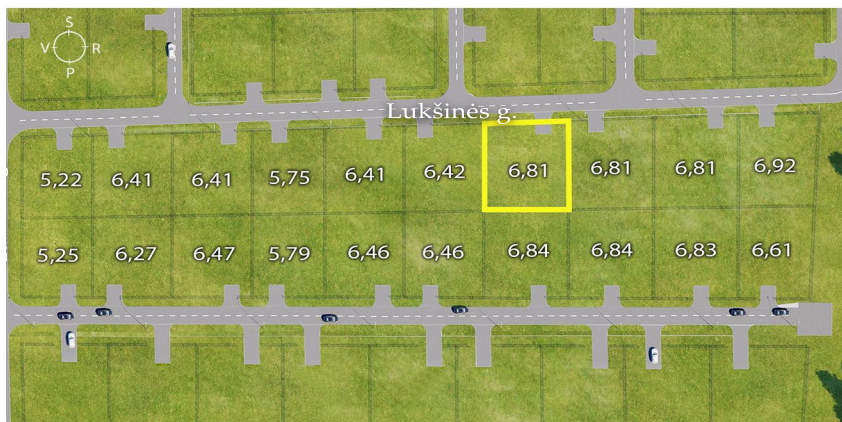 Š
V R
P
Lukšinės g.
5,22 6,41 6,41 5,75 6,41 6,42 6,81 6,81 6,81 6,92
5,25 6,27 6,47 5,79 6,46 6,46 6,84 6,84 6,83 6,61